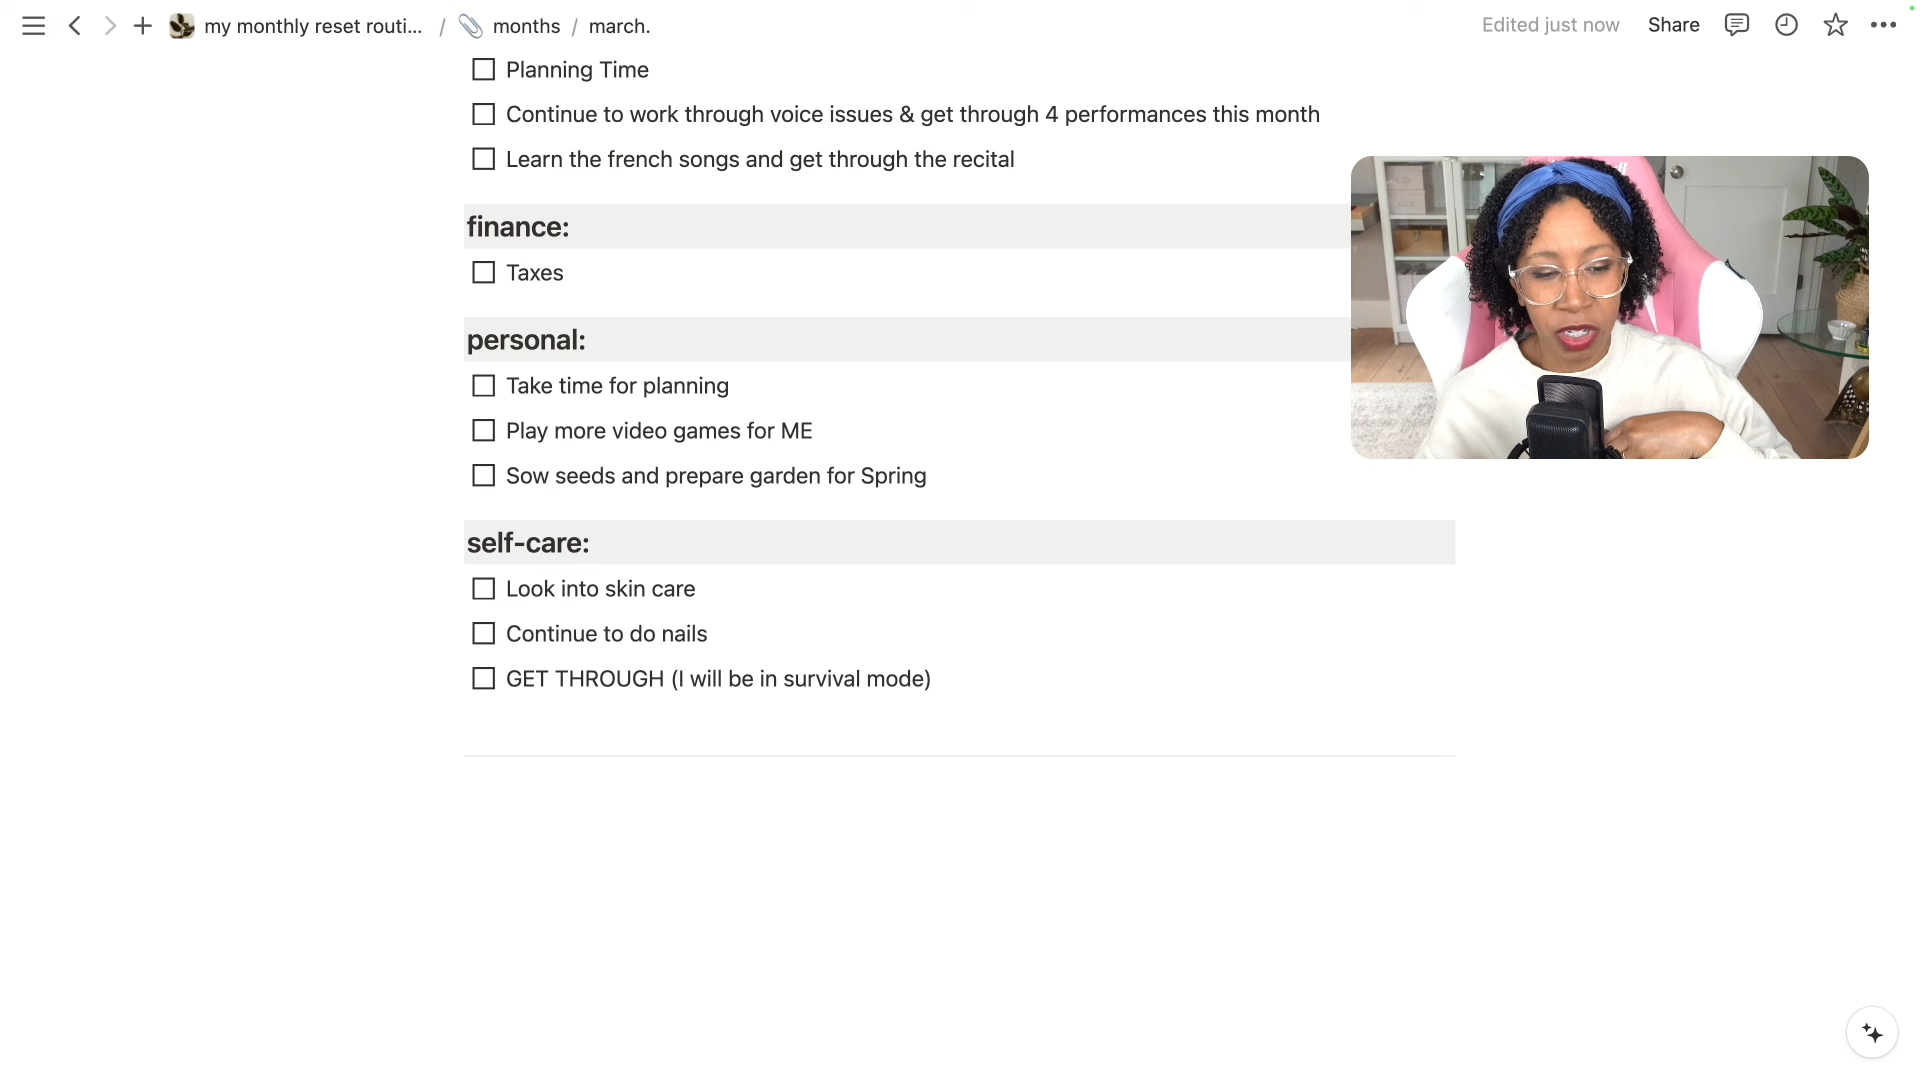 my monthly reset routi... / months / march.
Edited just now Share
Planning Time
Continue to work through voice issues & get through 4 performances this month
Learn the french songs and get through the recital
finance:
Taxes
personal:
Take time for planning
Play more video games for ME
Sow seeds and prepare garden for Spring
self-care:
Look into skin care
Continue to do nails
GET THROUGH (I will be in survival mode)